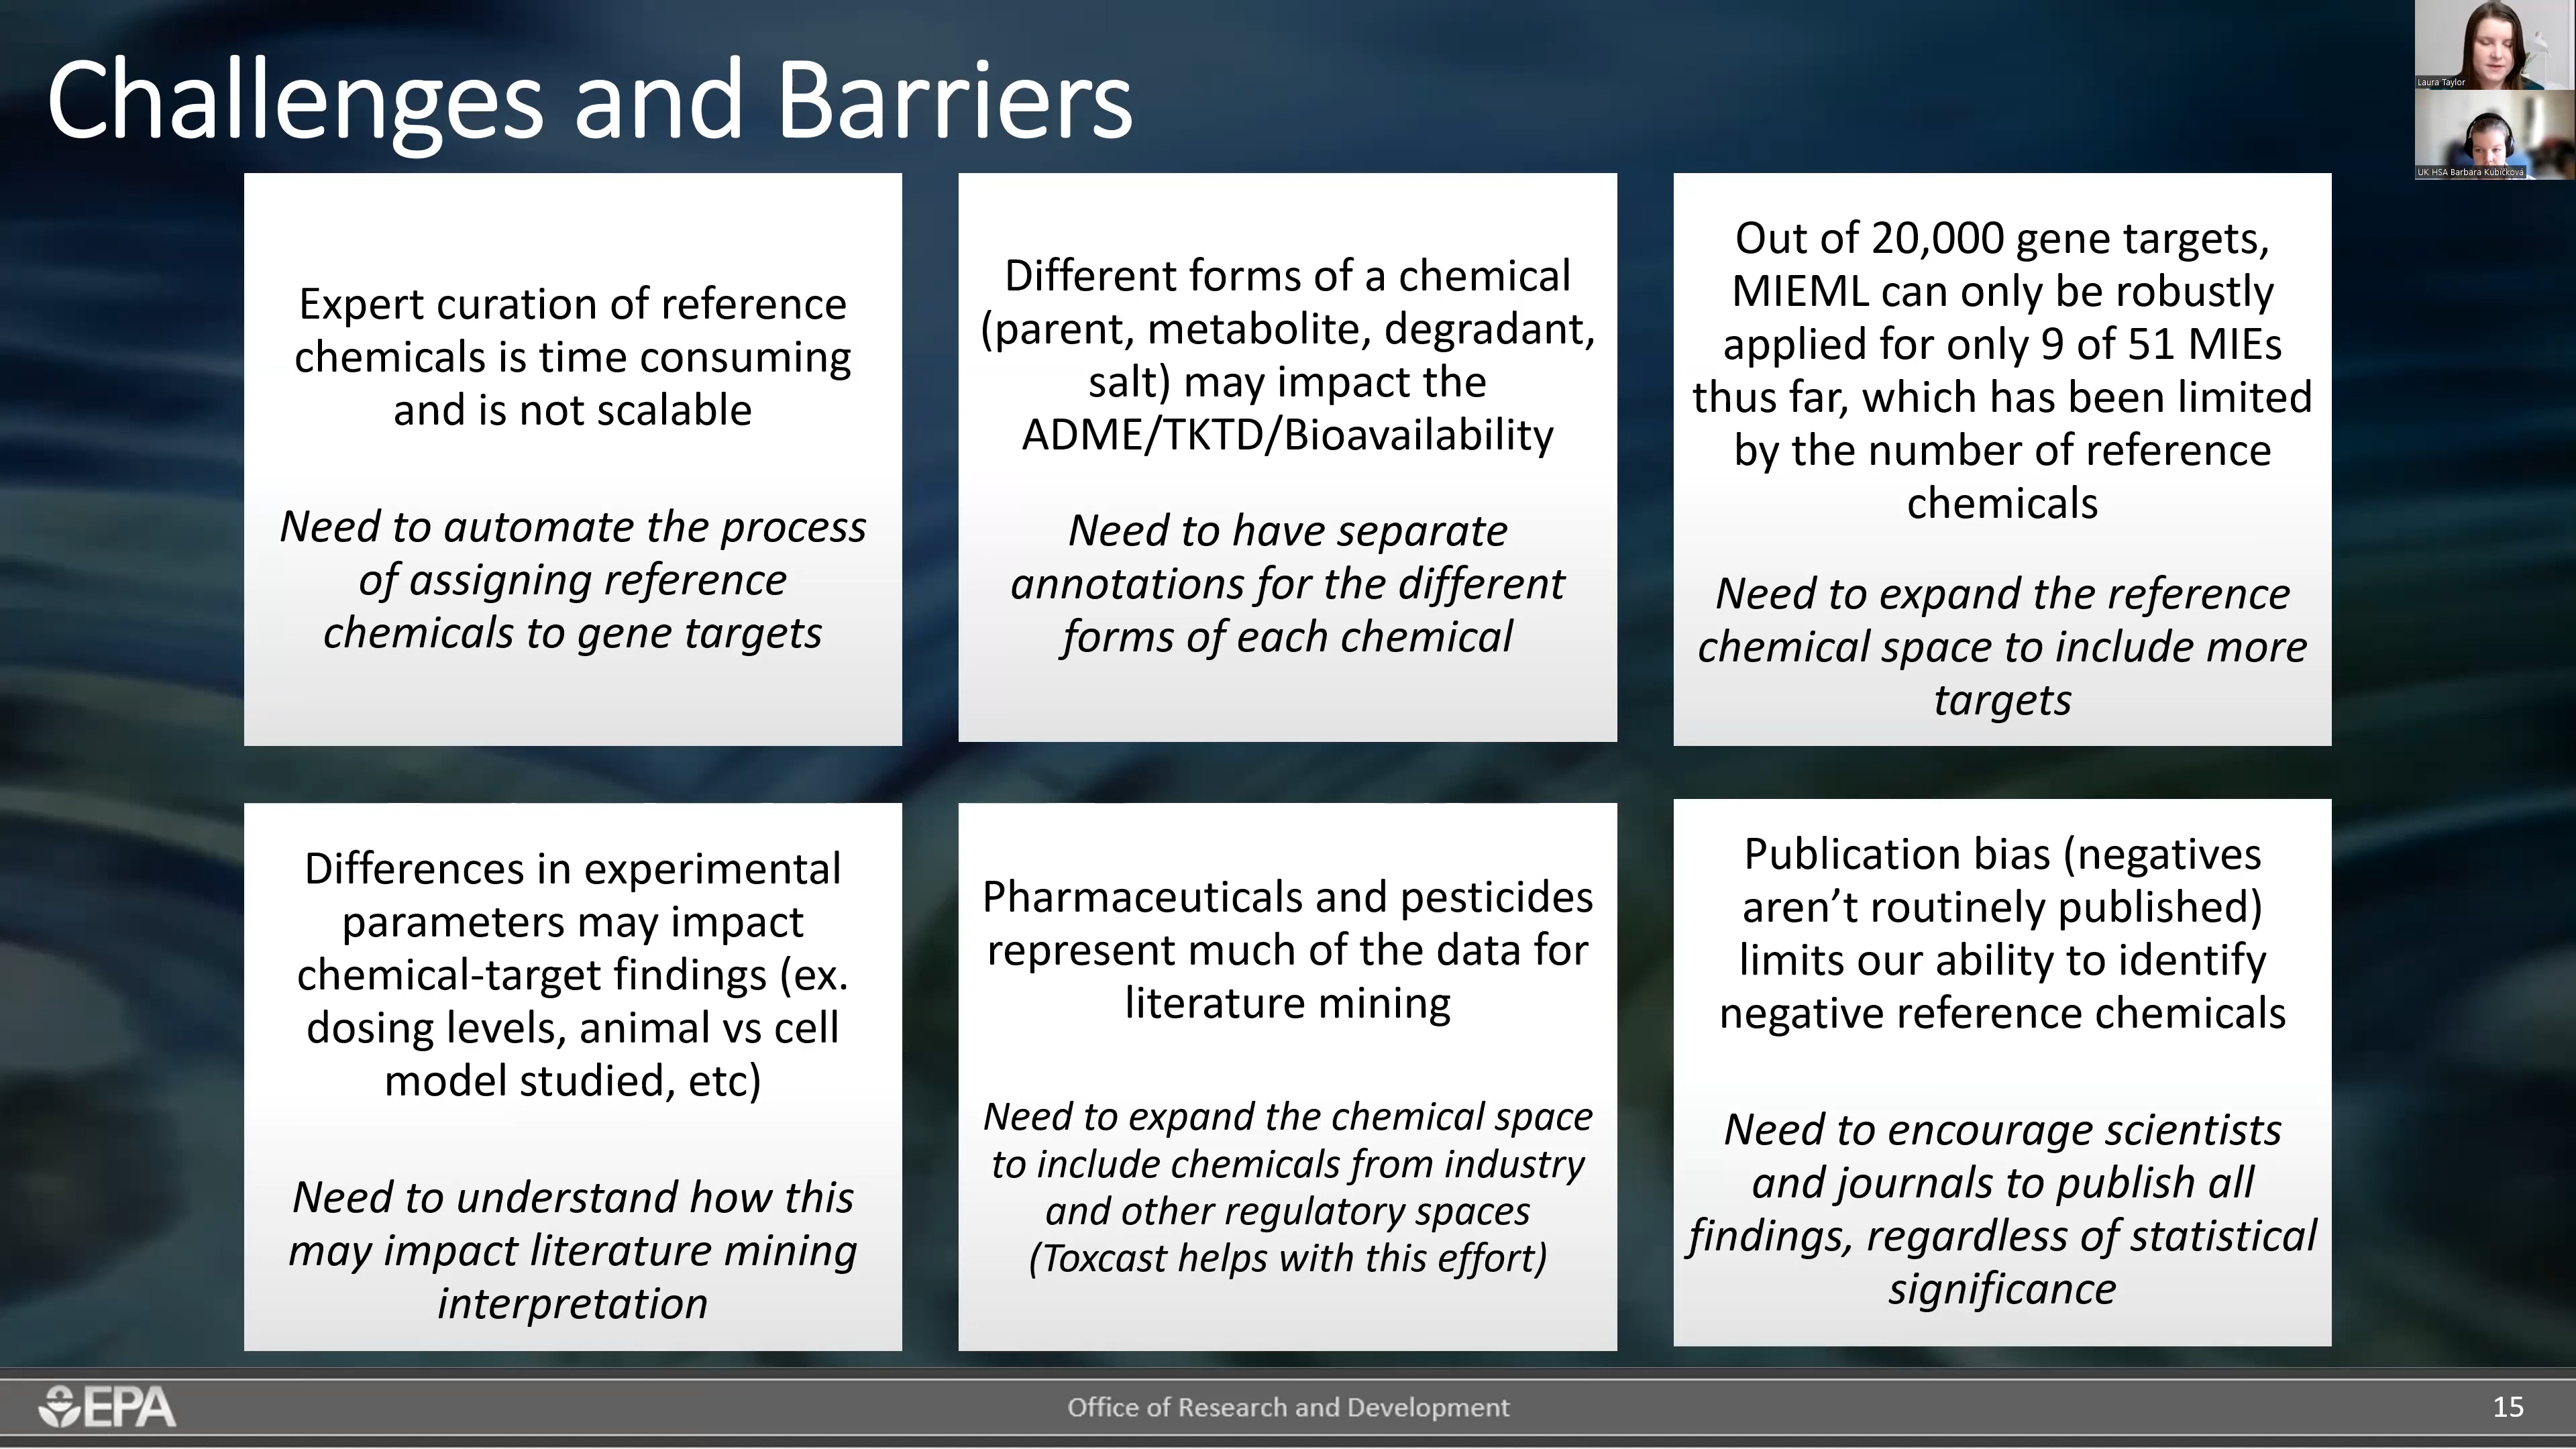 Challenges and Barriers
Laura Taylor
UK HSA Barbara Kubíčková
Expert curation of reference
chemicals is time consuming
and is not scalable
Need to automate the process
of assigning reference
chemicals to gene targets
Different forms of a chemical
(parent, metabolite, degradant,
salt) may impact the
ADME/TKTD/Bioavailability
Need to have separate
annotations for the different
forms of each chemical
Out of 20,000 gene targets,
MIEML can only be robustly
applied for only 9 of 51 MIEs
thus far, which has been limited
by the number of reference
chemicals
Need to expand the reference
chemical space to include more
targets
Differences in experimental
parameters may impact
chemical-target findings (ex.
dosing levels, animal vs cell
model studied, etc)
Need to understand how this
may impact literature mining
interpretation
Pharmaceuticals and pesticides
represent much of the data for
literature mining
Need to expand the chemical space
to include chemicals from industry
and other regulatory spaces
(Toxcast helps with this effort)
Publication bias (negatives
aren’t routinely published)
limits our ability to identify
negative reference chemicals
Need to encourage scientists
and journals to publish all
findings, regardless of statistical
significance
EPA
Office of Research and Development
15